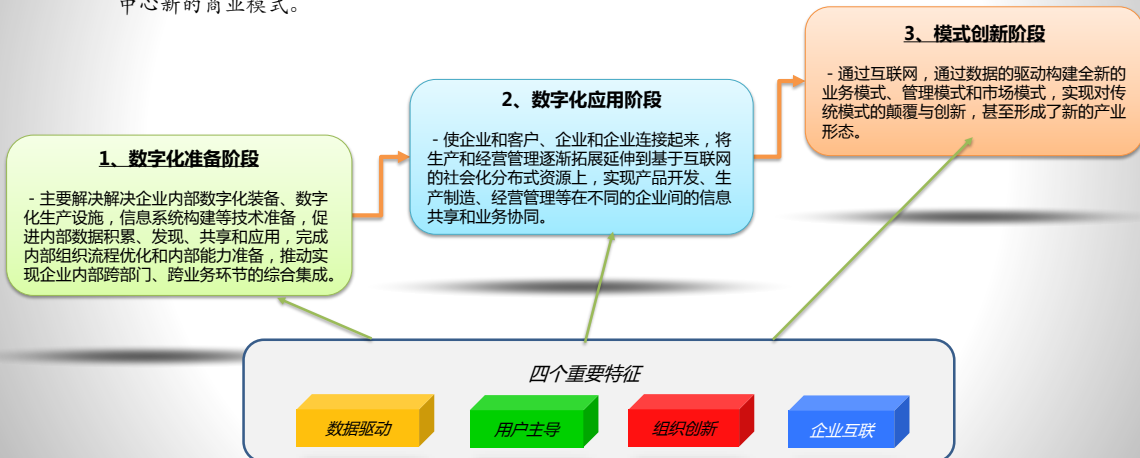 中心新的商业模式。
3、模式创新阶段
- 通过互联网，通过数据的驱动构建全新的
业务模式、管理模式和市场模式，实现对传
统模式的颠覆与创新，甚至形成了新的产业
形态。
2、数字化应用阶段
- 使企业和客户、企业和企业连接起来，将
生产和经营管理逐渐拓展延伸到基于互联网
的社会化分布式资源上，实现产品开发、生
产制造、经营管理等在不同的企业间的信息
共享和业务协同。
1、数字化准备阶段
- 主要解决解决企业内部数字化装备、数字
化生产设施，信息系统构建等技术准备，促
进内部数据积累、发现、共享和应用，完成
内部组织流程优化和内部能力准备，推动实
现企业内部跨部门、跨业务环节的综合集成。
四个重要特征
数据驱动
用户主导
组织创新
企业互联